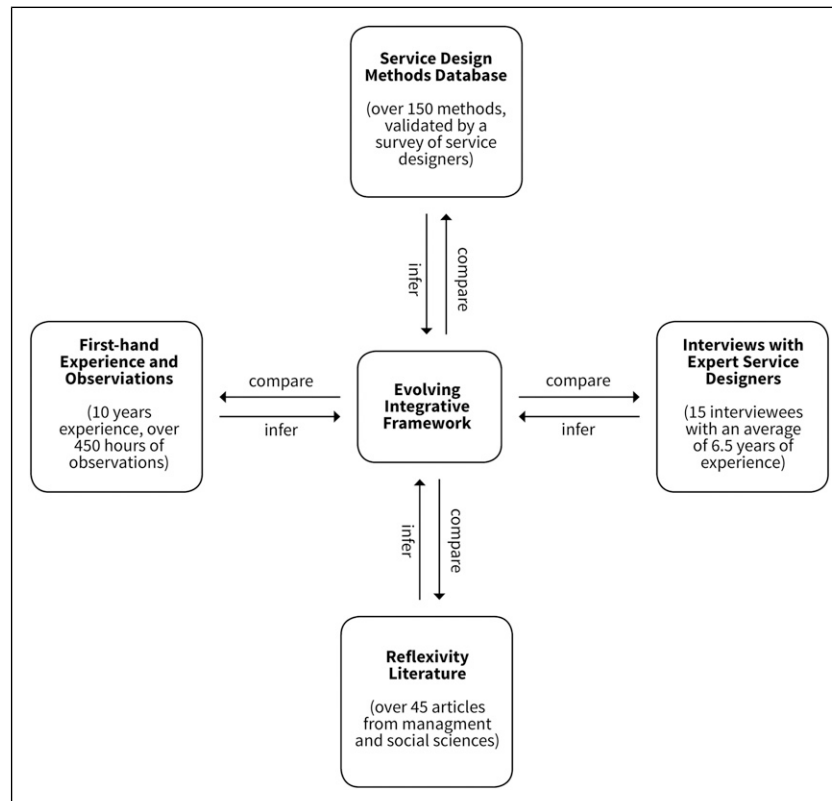 Service Design
Methods Database
(over 150 methods,
validated by a
survey of service
designers)
infer
compare
First-hand
Experience and
Observations
(10 years
experience, over
450 hours of
observations)
compare
infer
Evolving
Integrative
Framework
compare
infer
Interviews with
Expert Service
Designers
(15 interviewees
with an average
of 6.5 years of
experience)
infer
compare
Reflexivity
Literature
(over 45 articles
from managment
and social sciences)